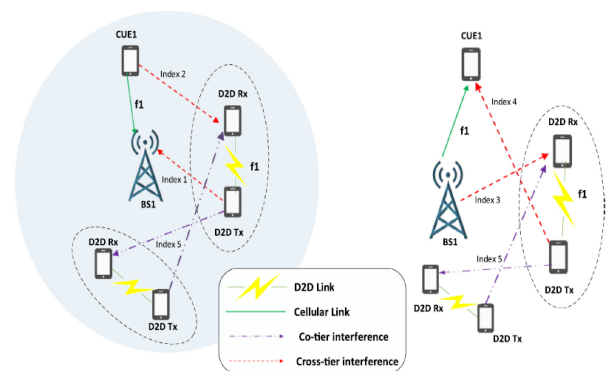 CUE1
Index 2
D2D Rx
f1
f1
Index 1
BS1
D2D Tx
D2D Rx
Index 5
D2D Tx
CUE1
Index 4
D2D Rx
f1
f1
Index 3
BS1
D2D Tx
Index 5
D2D Rx
D2D Tx
D2D Link
Cellular Link
Co-tier interference
Cross-tier interference